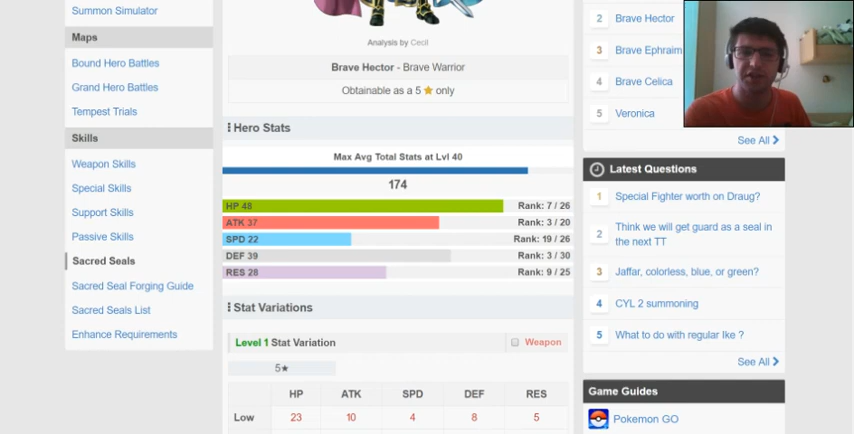 Summon Simulator
Maps
Bound Hero Battles
Grand Hero Battles
Tempest Trials
Skills
Weapon Skills
Special Skills
Support Skills
Passive Skills
Sacred Seals
Sacred Seal Forging Guide
Sacred Seals List
Enhance Requirements
Analysis by Cecil
Brave Hector - Brave Warrior
Obtainable as a 5 ★ only
Hero Stats
Max Avg Total Stats at Lvl 40
174
HP 48 Rank: 7 / 26
ATK 37 Rank: 3 / 20
SPD 22 Rank: 19 / 26
DEF 39 Rank: 3 / 30
RES 28 Rank: 9 / 25
Stat Variations
Level 1 Stat Variation Weapon
5★
HP ATK SPD DEF RES
Low 23 10 4 8 5
2 Brave Hector
3 Brave Ephraim
4 Brave Celica
5 Veronica
See All
Latest Questions
1 Special Fighter worth on Draug?
2 Think we will get guard as a seal in
the next TT
3 Jaffar, colorless, blue, or green?
4 CYL 2 summoning
5 What to do with regular Ike ?
See All
Game Guides
Pokemon GO